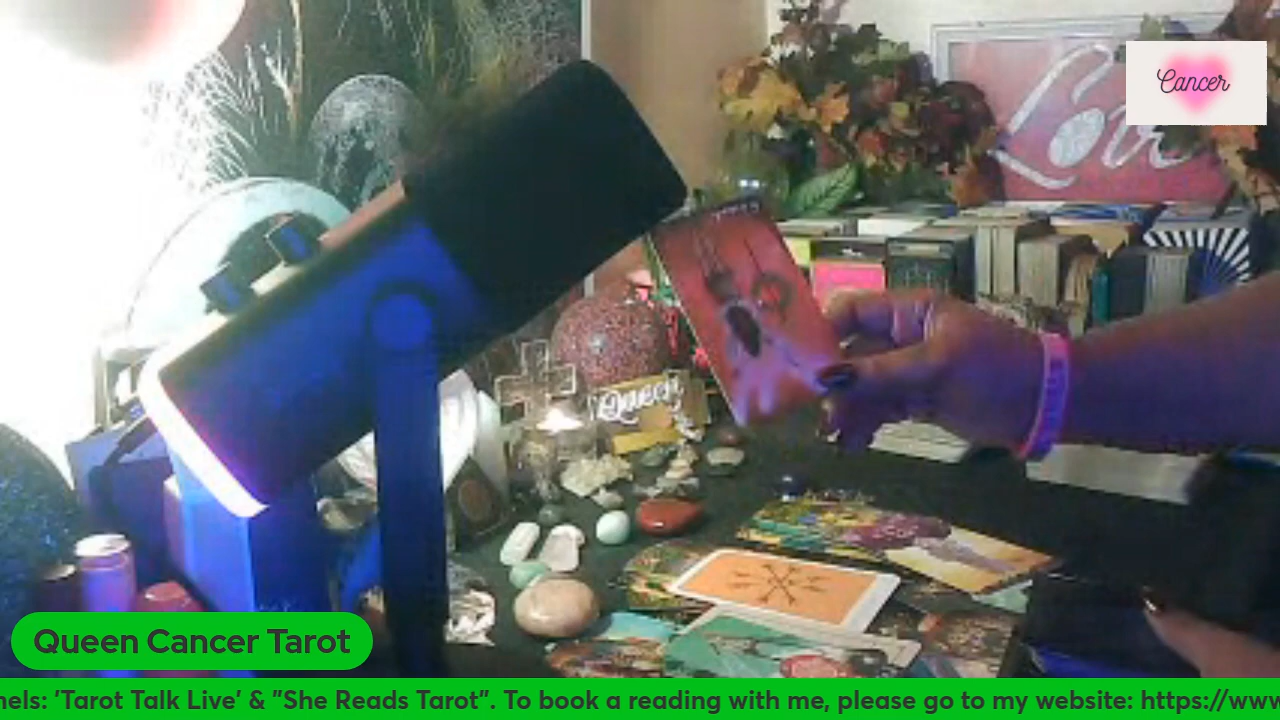 Cancer
Love
Queen
Queen Cancer Tarot
nels: 'Tarot Talk Live' & "She Reads Tarot". To book a reading with me, please go to my website: https://www